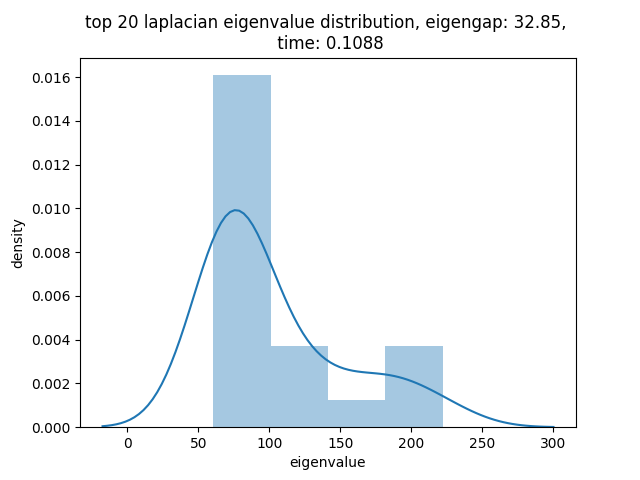 top 20 laplacian eigenvalue distribution, eigengap: 32.85,
time: 0.1088
0.016
0.014
0.012
0.010
0.008
0.006
0.004
0.002
0.000
density
0 50 100 150 200 250 300
eigenvalue